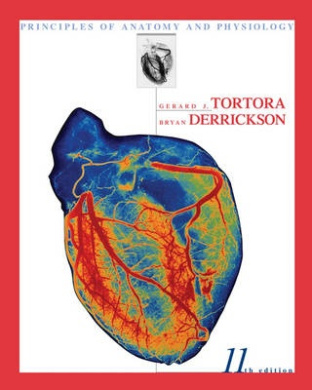 PRINCIPLES OF ANATOMY AND PHYSIOLOGY
GERARD J. TORTORA
BRYAN DERRICKSON
11th edition